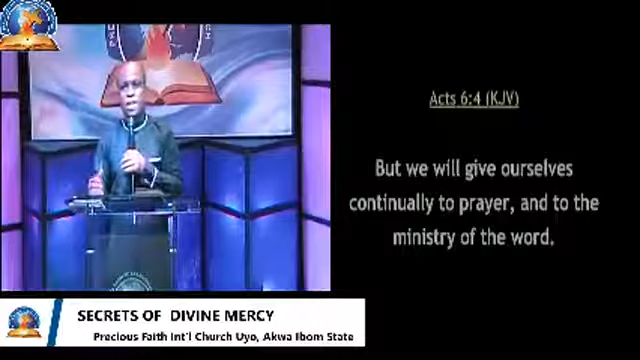 Acts 6:4 (KJV)
But we will give ourselves
continually to prayer, and to the
ministry of the word.
SECRETS OF DIVINE MERCY
Precious Faith Int'l Church Uyo, Akwa Ibom State